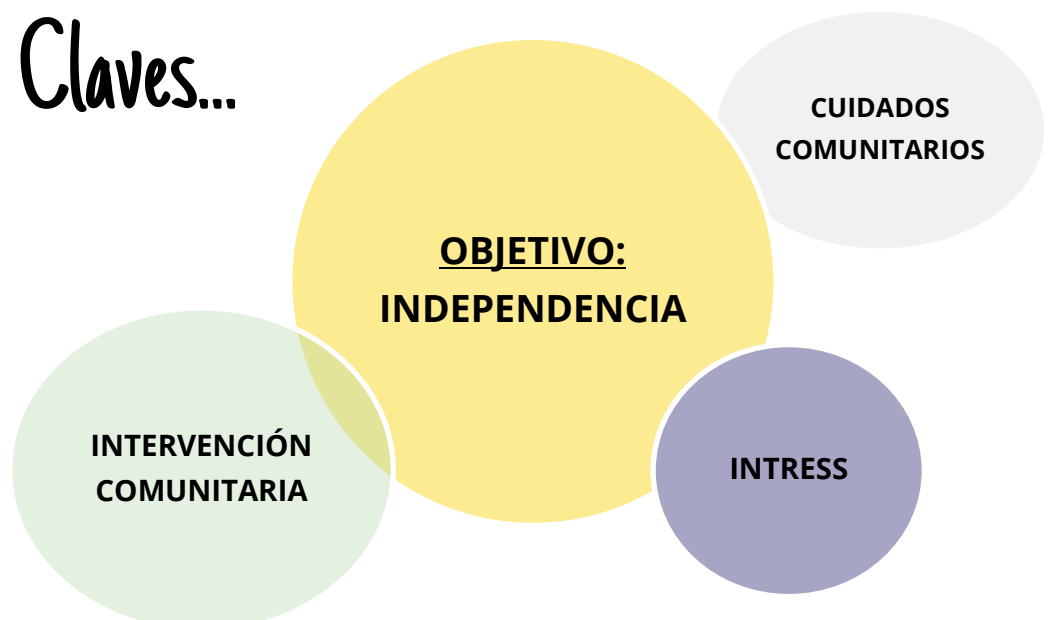 Claves...
CUIDADOS
COMUNITARIOS
OBJETIVO:
INDEPENDENCIA
INTERVENCIÓN
COMUNITARIA
INTRESS